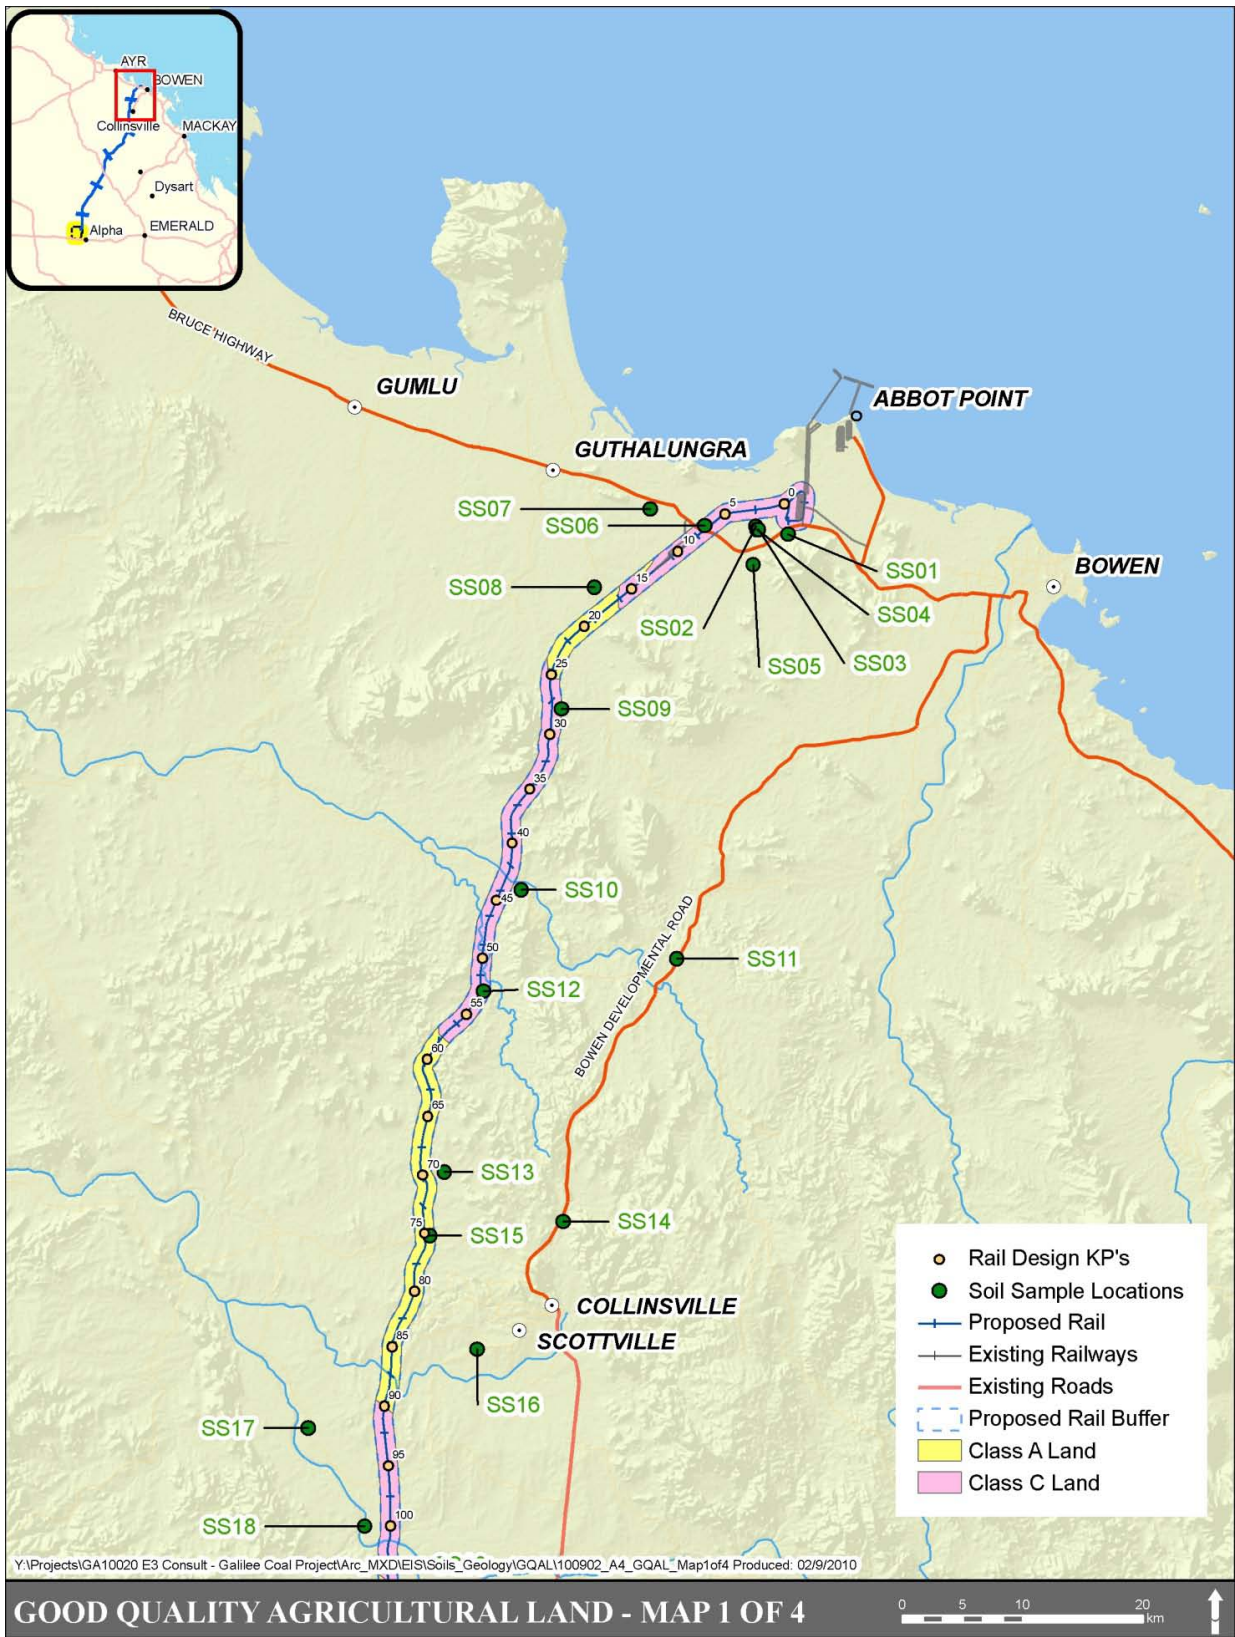 AYR
BOWEN
Collinsville
MACKAY
Dysart
Alpha
EMERALD
BRUCE HIGHWAY
GUMLU
ABBOT POINT
GUTHALUNGRA
0
5
SS07
SS06
10
SS01
BOWEN
15
SS08
SS04
20
SS02
SS05
SS03
25
SS09
30
35
40
SS10
45
BOWEN DEVELOPMENTAL ROAD
50
SS11
SS12
55
60
65
70
SS13
75
SS14
SS15
80
COLLINSVILLE
85
SCOTTVILLE
90
SS16
SS17
95
100
SS18
Rail Design KP's
Soil Sample Locations
Proposed Rail
Existing Railways
Existing Roads
Proposed Rail Buffer
Class A Land
Class C Land
Y:\Projects\GA10020 E3 Consult - Galilee Coal Project\Arc_MXD\EIS\Soils_Geology\GQAL\100902_A4_GQAL_Map1of4 Produced: 02/9/2010
GOOD QUALITY AGRICULTURAL LAND - MAP 1 OF 4
0 5 10 20
km